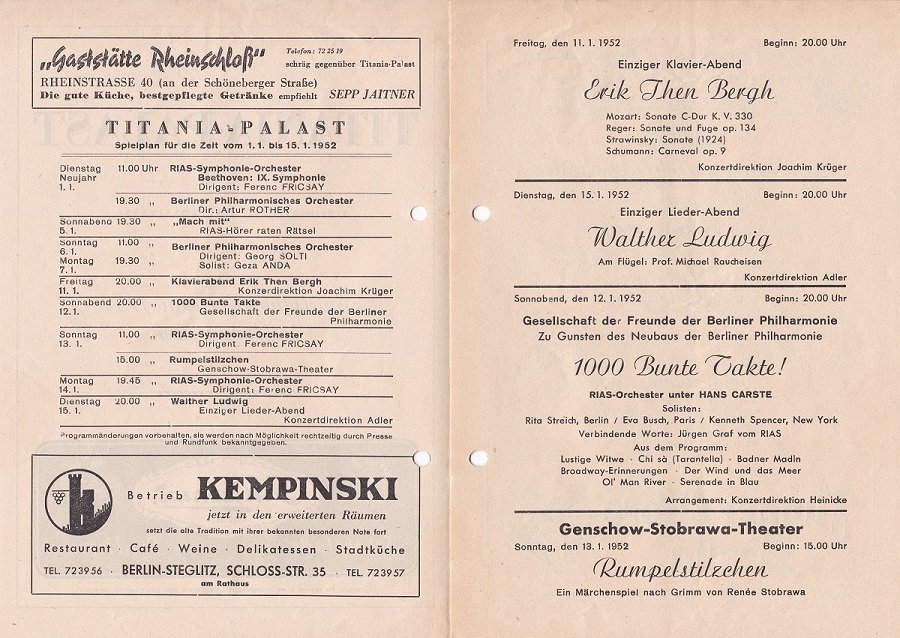 „Gaststätte Rheinschloß"
Telefon: 72 25 19
schräg gegenüber Titania-Palast
RHEINSTRASSE 40 (an der Schöneberger Straße)
Die gute Küche, bestgepflegte Getränke empfiehlt SEPP JAITNER
TITANIA-PALAST
Spielplan für die Zeit vom 1.1. bis 15.1.1952
Dienstag 11.00 Uhr RIAS-Symphonie-Orchester
Neujahr Beethoven: IX. Symphonie
1.1. Dirigent: Ferenc FRICSAY
19.30 „ Berliner Philharmonisches Orchester
Dir.: Artur ROTHER
Sonnabend 19.30 „ „Mach mit"
5.1. RIAS-Hörer raten Rätsel
Sonntag 11.00 „ Berliner Philharmonisches Orchester
6.1. Dirigent: Georg SOLTI
Montag 19.30 „ Solist: Geza ANDA
7.1.
Freitag 20.00 „ Klavierabend Erik Then Bergh
11.1. Konzertdirektion Joachim Krüger
Sonnabend 20.00 „ 1000 Bunte Takte
12.1. Gesellschaft der Freunde der Berliner
Philharmonie
Sonntag 11.00 „ RIAS-Symphonie-Orchester
13.1. Dirigent: Ferenc FRICSAY
15.00 „ Rumpelstilzchen
Genschow-Stobrawa-Theater
Montag 19.45 „ RIAS-Symphonie-Orchester
14.1. Dirigent: Ferenc FRICSAY
Dienstag 20.00 „ Walther Ludwig
15.1. Einziger Lieder-Abend
Konzertdirektion Adler
Programmänderungen vorbehalten, sie werden nach Möglichkeit rechtzeitig durch Presse
und Rundfunk bekanntgegeben.
Betrieb KEMPINSKI
jetzt in den erweiterten Räumen
setzt die alte Tradition mit ihrer bekannten besonderen Note fort
Restaurant · Café · Weine · Delikatessen · Stadtküche
TEL. 723956 · BERLIN-STEGLITZ, SCHLOSS-STR. 35 · TEL. 723957
am Rathaus
Freitag, den 11.1.1952 Beginn: 20.00 Uhr
Einziger Klavier-Abend
Erik Then Bergh
Mozart: Sonate C-Dur K. V. 330
Reger: Sonate und Fuge op. 134
Strawinsky: Sonate (1924)
Schumann: Carneval op. 9
Konzertdirektion Joachim Krüger
Dienstag, den 15.1.1952 Beginn: 20.00 Uhr
Einziger Lieder-Abend
Walther Ludwig
Am Flügel: Prof. Michael Raucheisen
Konzertdirektion Adler
Sonnabend, den 12.1.1952 Beginn: 20.00 Uhr
Gesellschaft der Freunde der Berliner Philharmonie
Zu Gunsten des Neubaus der Berliner Philharmonie
1000 Bunte Takte!
RIAS-Orchester unter HANS CARSTE
Solisten:
Rita Streich, Berlin / Eva Busch, Paris / Kenneth Spencer, New York
Verbindende Worte: Jürgen Graf vom RIAS
Aus dem Programm:
Lustige Witwe · Chi sà (Tarantella) · Badner Madln
Broadway-Erinnerungen · Der Wind und das Meer
Ol' Man River · Serenade in Blau
Arrangement: Konzertdirektion Heinicke
Genschow-Stobrawa-Theater
Sonntag, den 13.1.1952 Beginn: 15.00 Uhr
Rumpelstilzchen
Ein Märchenspiel nach Grimm von Renée Stobrawa